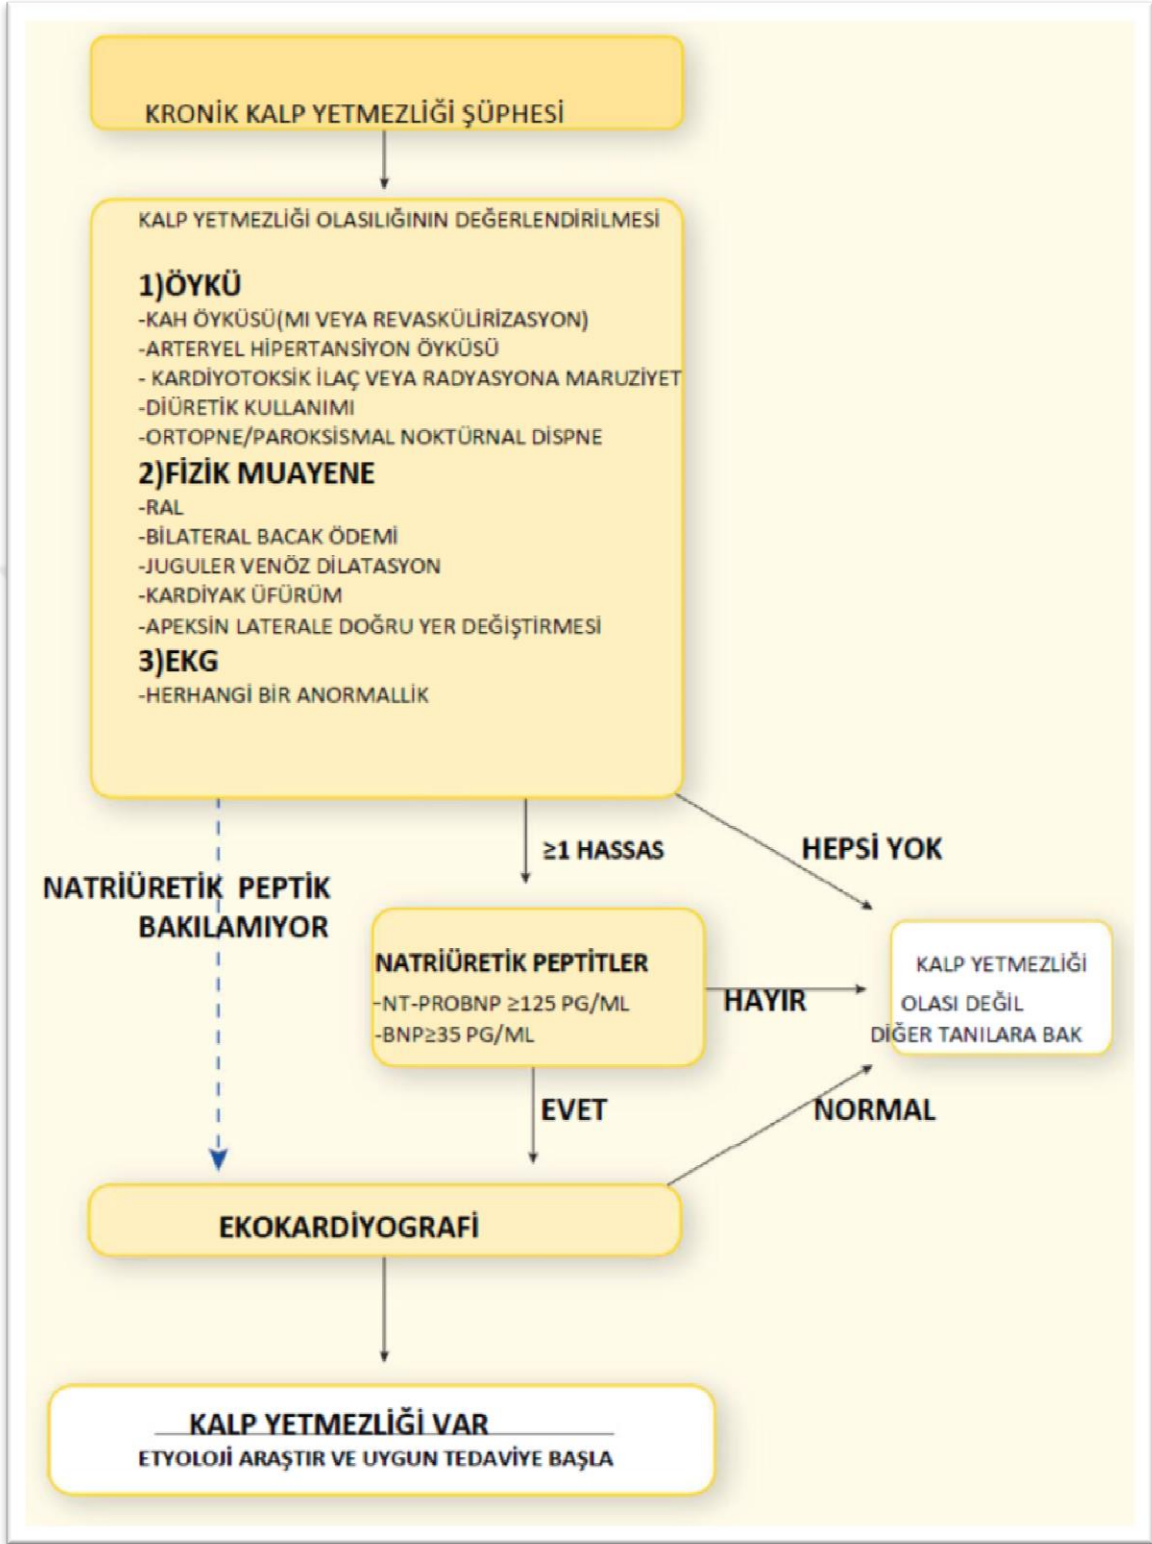 KRONİK KALP YETMEZLİĞİ ŞÜPHESİ
KALP YETMEZLİĞİ OLASILIĞININ DEĞERLENDİRİLMESİ
1)ÖYKÜ
-KAH ÖYKÜSÜ(MI VEYA REVASKÜLİRİZASYON)
-ARTERYEL HİPERTANSİYON ÖYKÜSÜ
- KARDİYOTOKSİK İLAÇ VEYA RADYASYONA MARUZİYET
-DİÜRETİK KULLANIMI
-ORTOPNE/PAROKSİSMAL NOKTÜRNAL DİSPNE
2)FİZİK MUAYENE
-RAL
-BİLATERAL BACAK ÖDEMİ
-JUGULER VENÖZ DİLATASYON
-KARDİYAK ÜFÜRÜM
-APEKSİN LATERALE DOĞRU YER DEĞİŞTİRMESİ
3)EKG
-HERHANGİ BİR ANORMALLİK
≥1 HASSAS
HEPSİ YOK
NATRİÜRETİK PEPTİK
BAKILAMIYOR
NATRİÜRETİK PEPTİTLER
-NT-PROBNP ≥125 PG/ML
-BNP≥35 PG/ML
HAYIR
KALP YETMEZLİĞİ
OLASI DEĞİL
DİĞER TANILARA BAK
EVET
NORMAL
EKOKARDİYOGRAFİ
KALP YETMEZLİĞİ VAR
ETYOLOJİ ARAŞTIR VE UYGUN TEDAVİYE BAŞLA